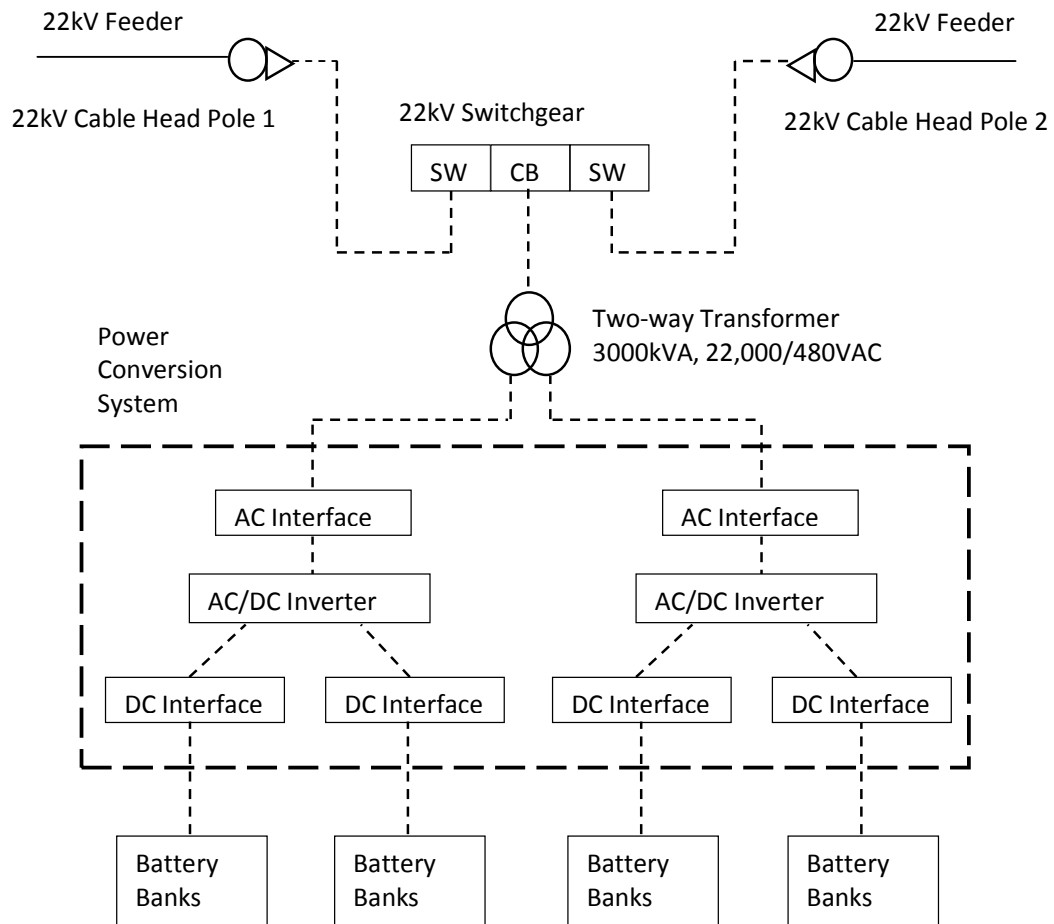 22kV Feeder
22kV Feeder
22kV Cable Head Pole 1
22kV Switchgear
22kV Cable Head Pole 2
SW
CB
SW
Two-way Transformer
3000kVA, 22,000/480VAC
Power
Conversion
System
AC Interface
AC Interface
AC/DC Inverter
AC/DC Inverter
DC Interface
DC Interface
DC Interface
DC Interface
Battery
Banks
Battery
Banks
Battery
Banks
Battery
Banks